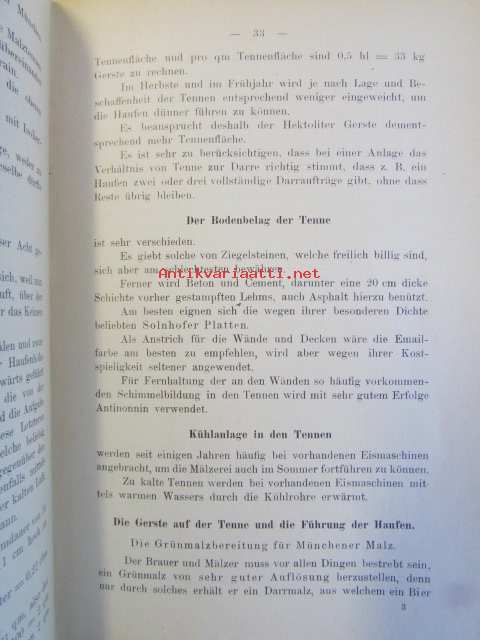 — 33 —
Tennenfläche und pro qm Tennenfläche sind 0,5 hl = 33 kg
Gerste zu rechnen.
Im Herbste und im Frühjahr wird je nach Lage und Be-
schaffenheit der Tennen entsprechend weniger eingeweicht, um
die Haufen dünner führen zu können.
Es beansprucht deshalb der Hektoliter Gerste dement-
sprechend mehr Tennenfläche.
Es ist sehr zu berücksichtigen, dass bei einer Anlage das
Verhältnis von Tenne zur Darre richtig stimmt, dass z. B. ein
Haufen zwei oder drei vollständige Darraufträge gibt, ohne dass
Reste übrig bleiben.
Der Bodenbelag der Tenne
ist sehr verschieden.
Es giebt solche von Ziegelsteinen, welche freilich billig sind,
sich aber am schlechtesten bewähren.
Antikvariaatti.net
Ferner wird Beton und Cement, darunter eine 20 cm dicke
Schichte vorher gestampften Lehms, auch Asphalt hierzu benützt.
Am besten eignen sich die wegen ihrer besonderen Dichte
beliebten Solnhofer Platten.
Als Anstrich für die Wände und Decken wäre die Email-
farbe am besten zu empfehlen, wird aber wegen ihrer Kost-
spieligkeit seltener angewendet.
Für Fernhaltung der an den Wänden so häufig vorkommen-
den Schimmelbildung in den Tennen wird mit sehr gutem Erfolge
Antinonnin verwendet.
Kühlanlage in den Tennen
werden seit einigen Jahren häufig bei vorhandenen Eismaschinen
angebracht, um die Mälzerei auch im Sommer fortführen zu können.
Zu kalte Tennen werden bei vorhandenen Eismaschinen mit-
tels warmen Wassers durch die Kühlrohre erwärmt.
Die Gerste auf der Tenne und die Führung der Haufen.
Die Grünmalzbereitung für Münchener Malz.
Der Brauer und Mälzer muss vor allen Dingen bestrebt sein,
ein Grünmalz von sehr guter Auflösung herzustellen, denn
nur durch solches erhält er ein Darrmalz, aus welchem ein Bier
3